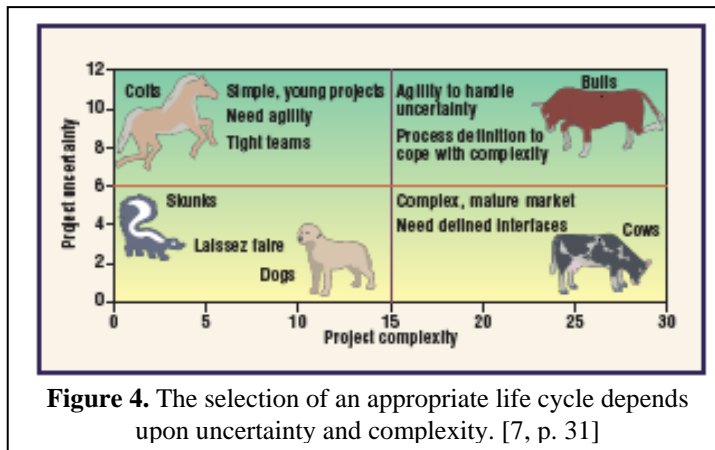 12
10
8
6
4
2
0
Project uncertainty
Colts
Simple, young projects
Need agility
Tight teams
Agility to handle
uncertainty
Process definition to
cope with complexity
Bulls
Skunks
Laissez faire
Dogs
Complex, mature market
Need defined interfaces
Cows
0 5 10 15 20 25 30
Project complexity
Figure 4. The selection of an appropriate life cycle depends
upon uncertainty and complexity. [7, p. 31]